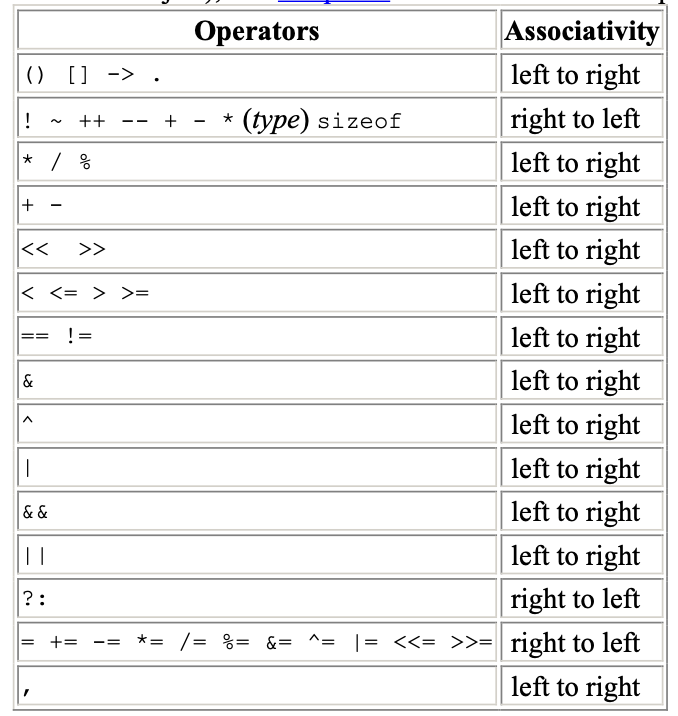 Operators Associativity
() [] -> . left to right
! ~ ++ -- + - * (type) sizeof right to left
* / % left to right
+ - left to right
<< >> left to right
< <= > >= left to right
== != left to right
& left to right
^ left to right
| left to right
&& left to right
|| left to right
?: right to left
= += -= *= /= %= &= ^= |= <<= >>= right to left
, left to right